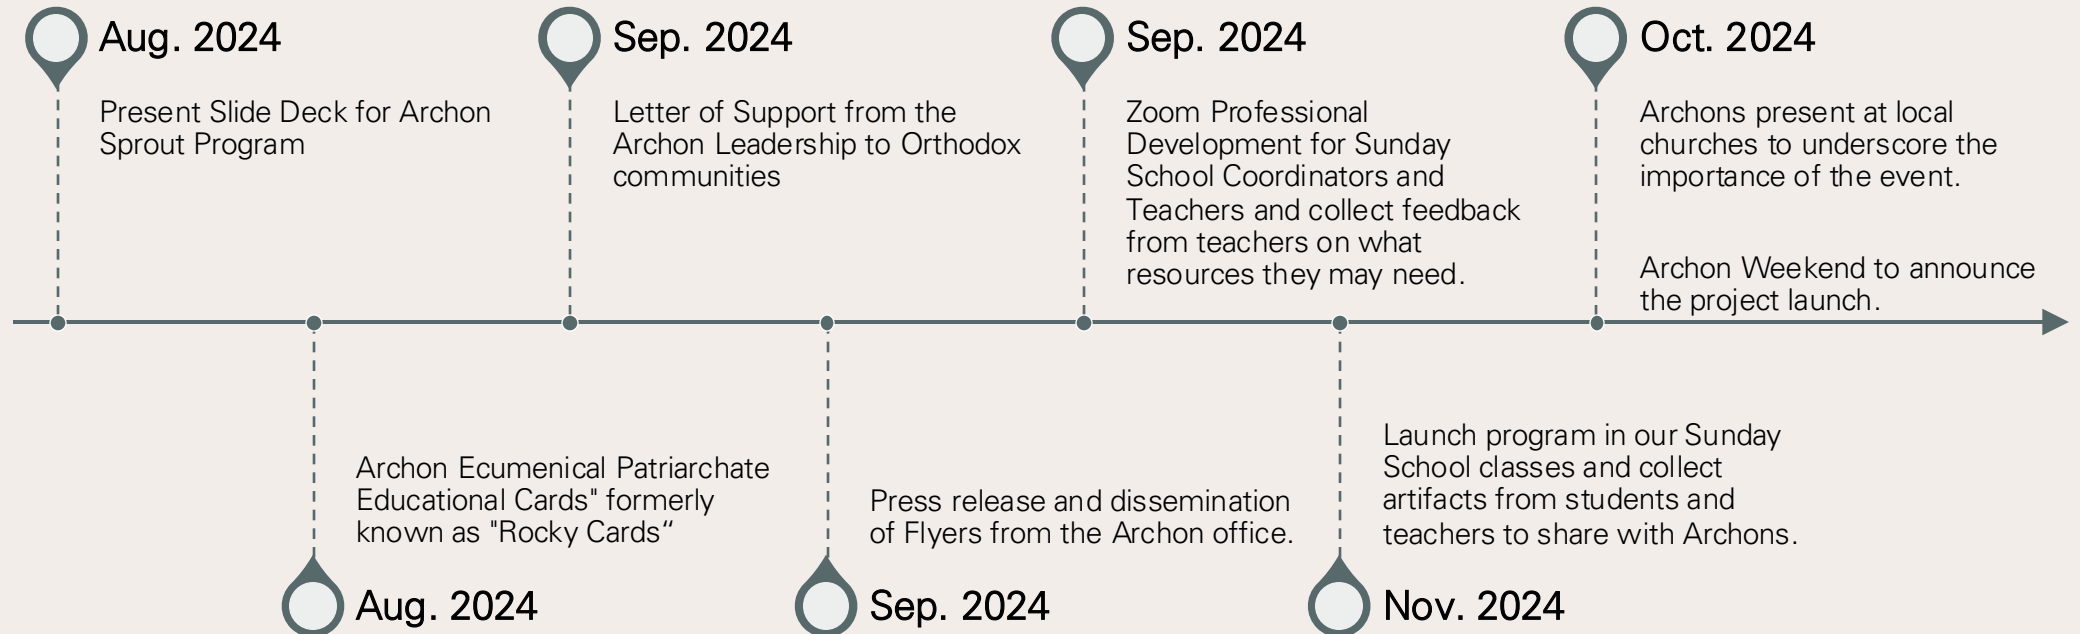 Aug. 2024
Present Slide Deck for Archon
Sprout Program
Sep. 2024
Letter of Support from the
Archon Leadership to Orthodox
communities
Sep. 2024
Zoom Professional
Development for Sunday
School Coordinators and
Teachers and collect feedback
from teachers on what
resources they may need.
Oct. 2024
Archons present at local
churches to underscore the
importance of the event.
Archon Weekend to announce
the project launch.
Archon Ecumenical Patriarchate
Educational Cards" formerly
known as "Rocky Cards“
Aug. 2024
Press release and dissemination
of Flyers from the Archon office.
Sep. 2024
Launch program in our Sunday
School classes and collect
artifacts from students and
teachers to share with Archons.
Nov. 2024